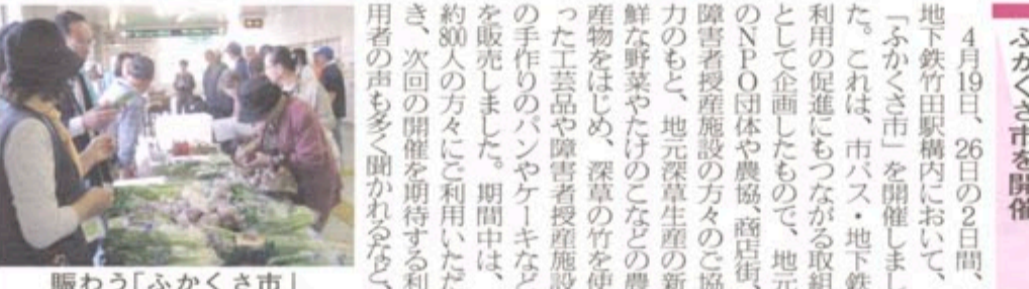 ふかくさ市を開催
4月19日、26日の2日間、
地下鉄竹田駅構内において、
「ふかくさ市」を開催しまし
た。これは、市バス・地下鉄
利用の促進にもつながる取組
として企画したもので、地元
のNPO団体や農協、商店街、
障害者授産施設の方々のご協
力のもと、地元深草生産の新
鮮な野菜やたけのこなどの農
産物をはじめ、深草の竹を使
った工芸品や障害者授産施設
の手作りのパンやケーキなど
を販売しました。期間中は、
約800人の方々にご利用いただ
き、次回の開催を期待する利
用者の声も多く聞かれるなど、
賑わう「ふかくさ市」